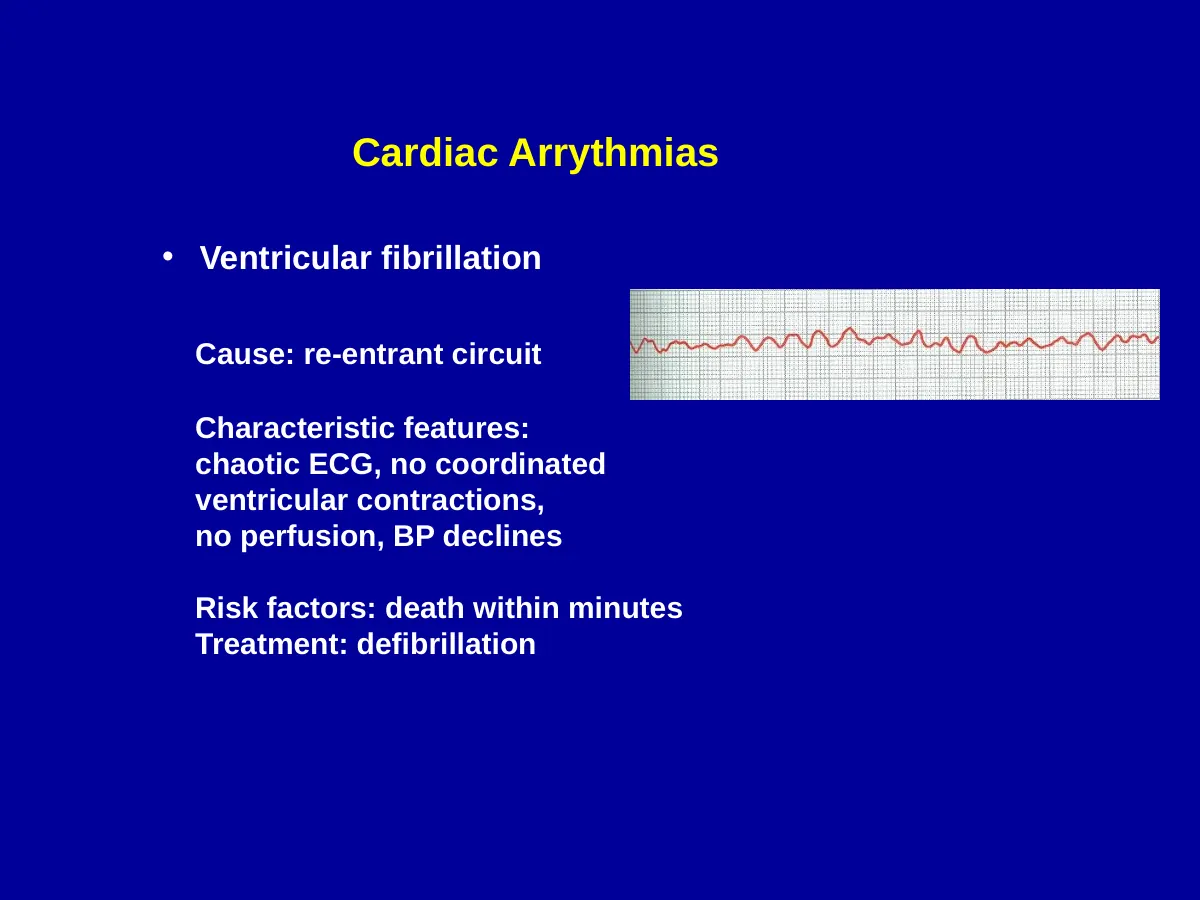 Cardiac Arrythmias
• Ventricular fibrillation
Cause: re-entrant circuit
Characteristic features:
chaotic ECG, no coordinated
ventricular contractions,
no perfusion, BP declines
Risk factors: death within minutes
Treatment: defibrillation